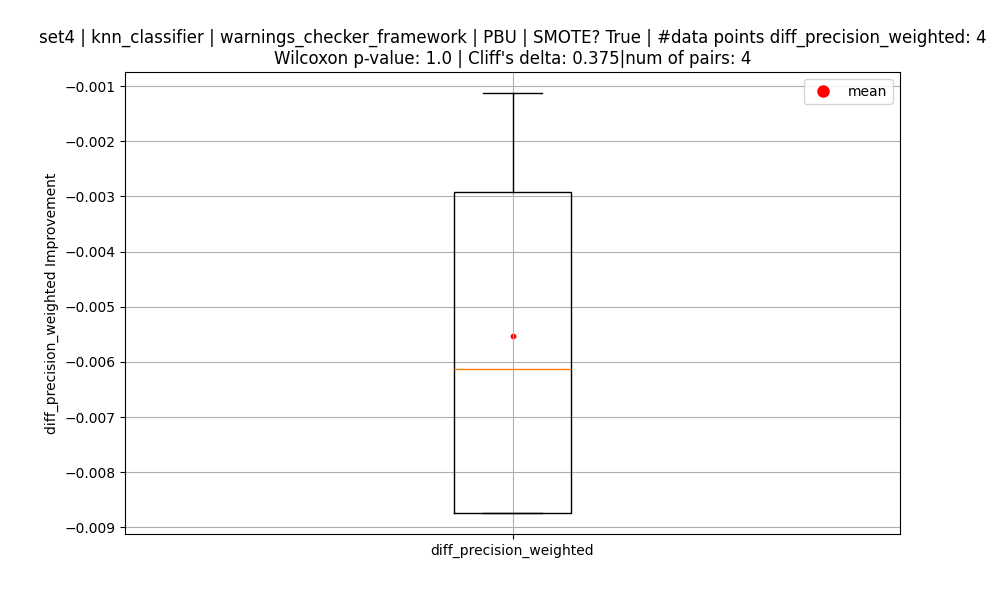 set4 | knn_classifier | warnings_checker_framework | PBU | SMOTE? True | #data points diff_precision_weighted: 4
Wilcoxon p-value: 1.0 | Cliff's delta: 0.375|num of pairs: 4
mean
−0.001
−0.002
−0.003
−0.004
−0.005
−0.006
−0.007
−0.008
−0.009
diff_precision_weighted Improvement
diff_precision_weighted